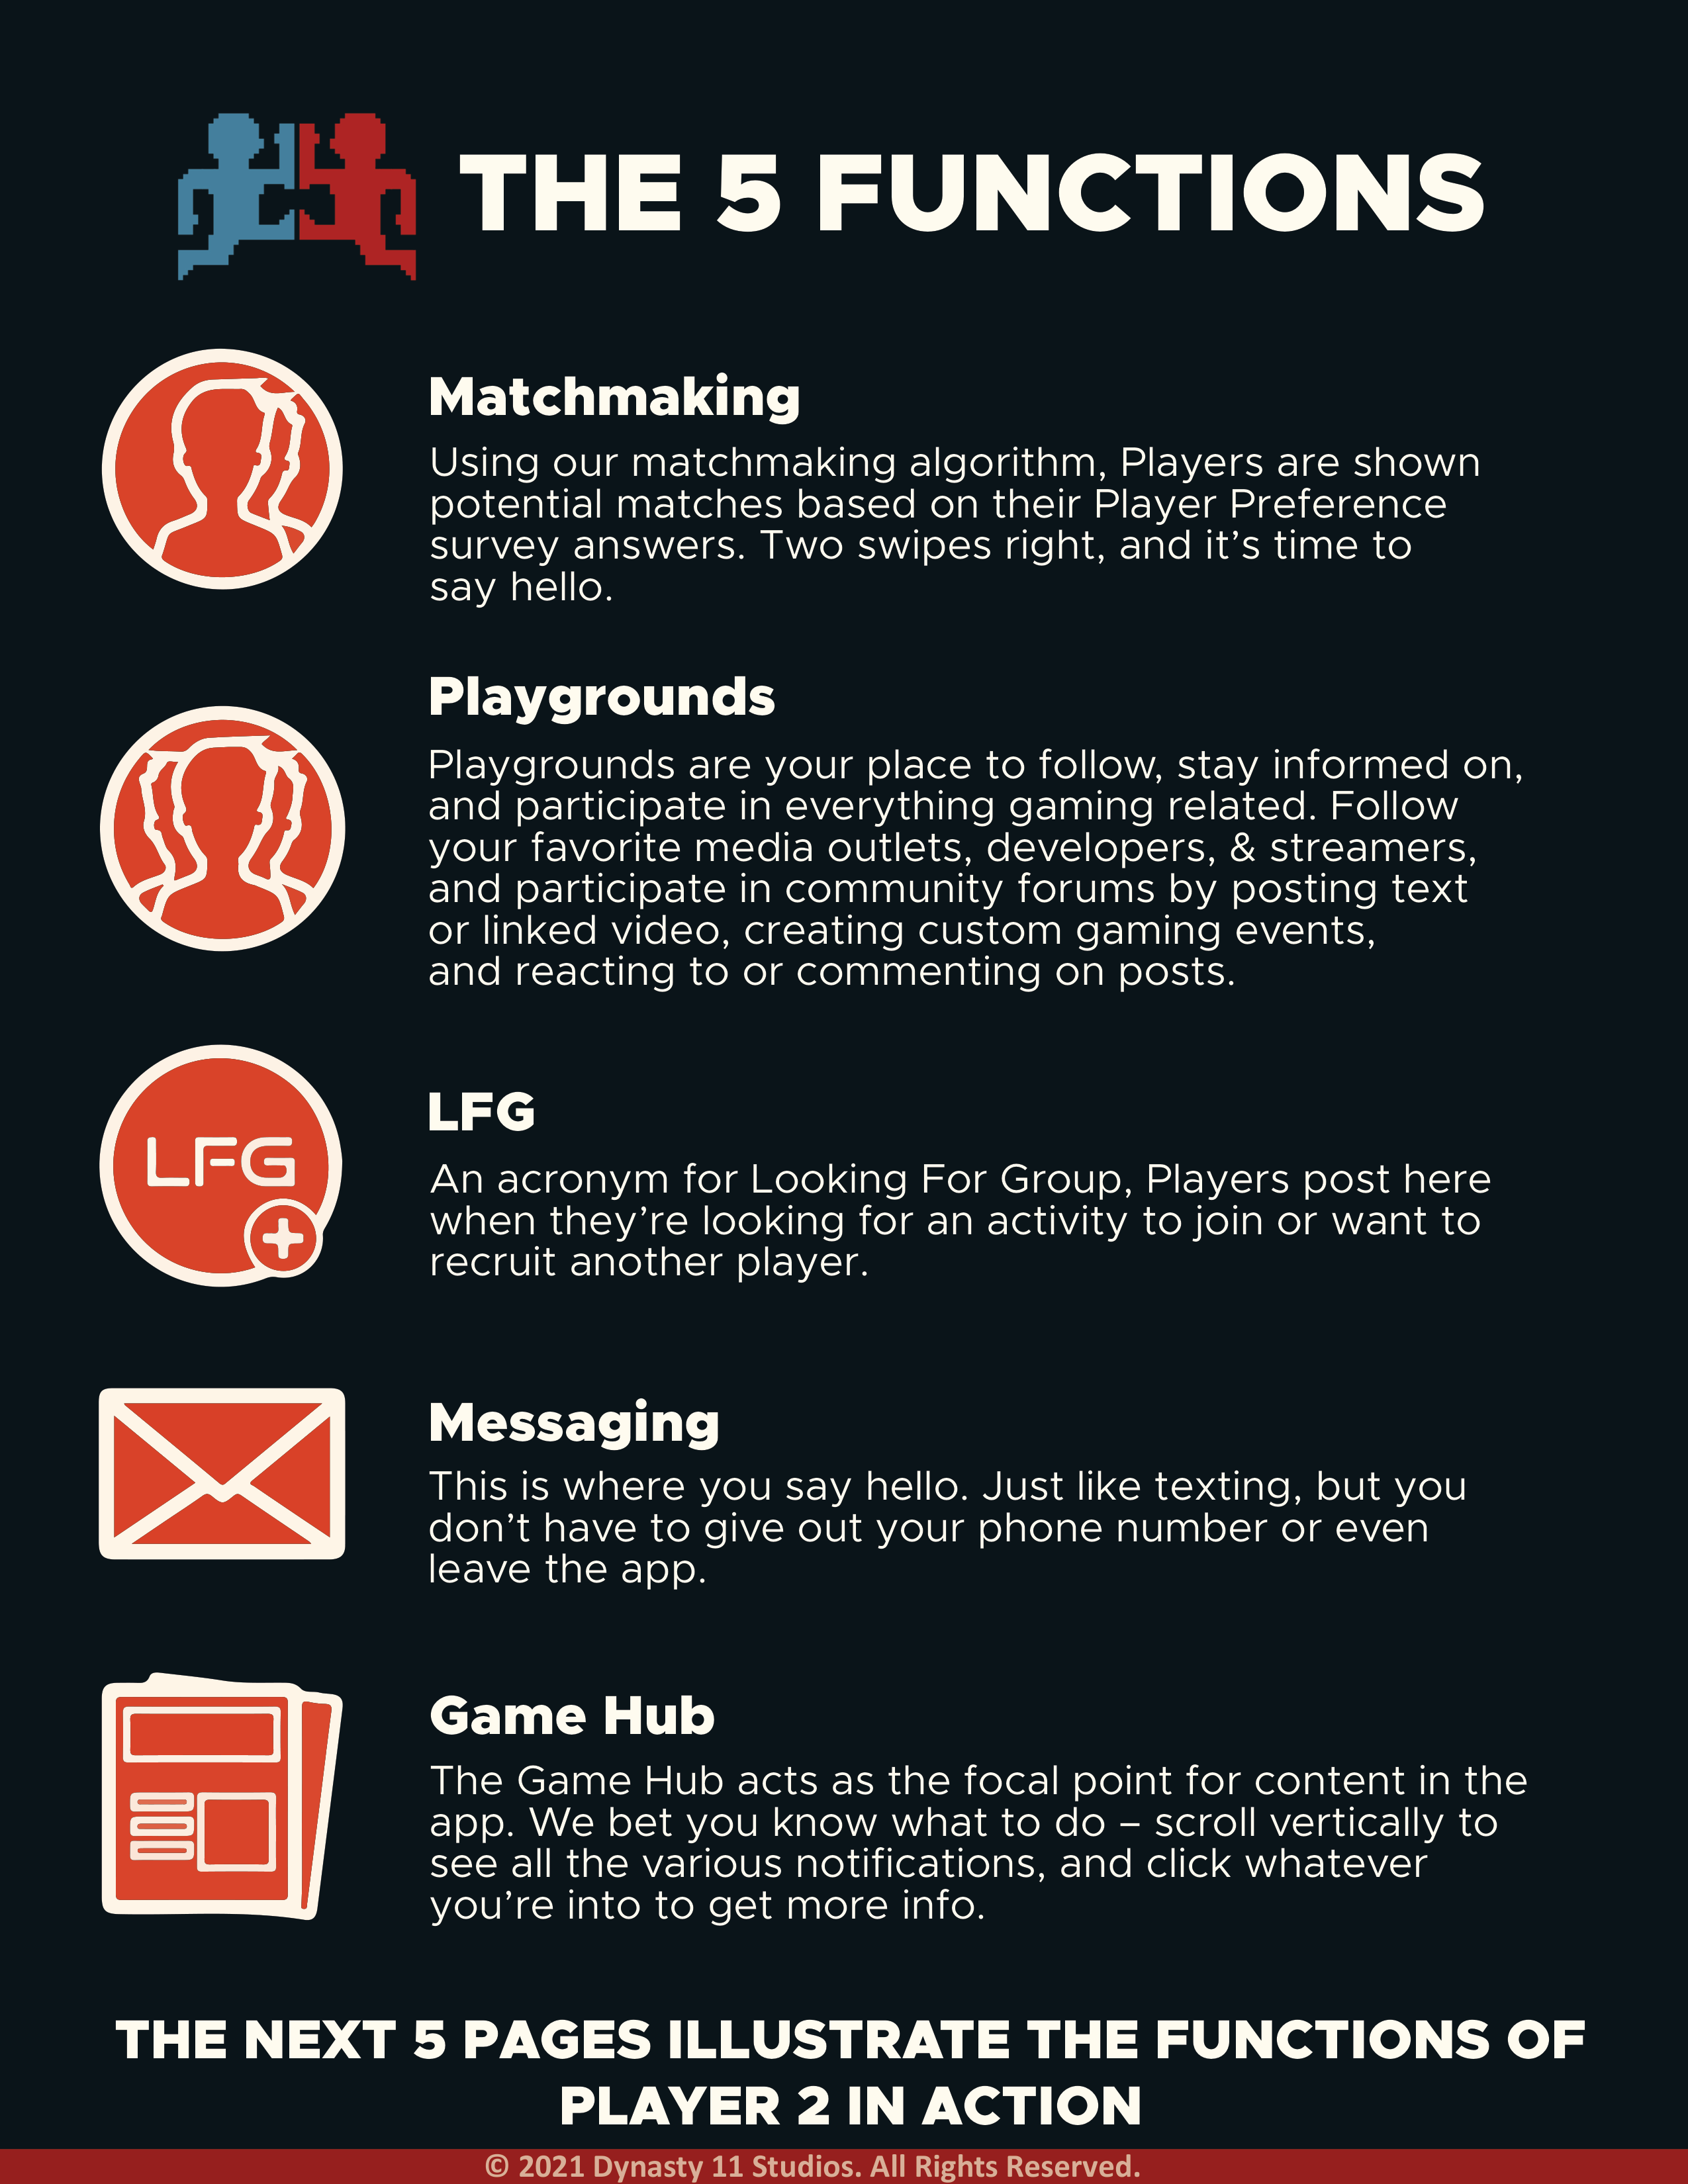 THE 5 FUNCTIONS
Matchmaking
Using our matchmaking algorithm, Players are shown
potential matches based on their Player Preference
survey answers. Two swipes right, and it’s time to
say hello.
Playgrounds
Playgrounds are your place to follow, stay informed on,
and participate in everything gaming related. Follow
your favorite media outlets, developers, & streamers,
and participate in community forums by posting text
or linked video, creating custom gaming events,
and reacting to or commenting on posts.
LFG
LFG
An acronym for Looking For Group, Players post here
when they’re looking for an activity to join or want to
recruit another player.
Messaging
This is where you say hello. Just like texting, but you
don’t have to give out your phone number or even
leave the app.
Game Hub
The Game Hub acts as the focal point for content in the
app. We bet you know what to do – scroll vertically to
see all the various notifications, and click whatever
you’re into to get more info.
THE NEXT 5 PAGES ILLUSTRATE THE FUNCTIONS OF
PLAYER 2 IN ACTION
© 2021 Dynasty 11 Studios. All Rights Reserved.